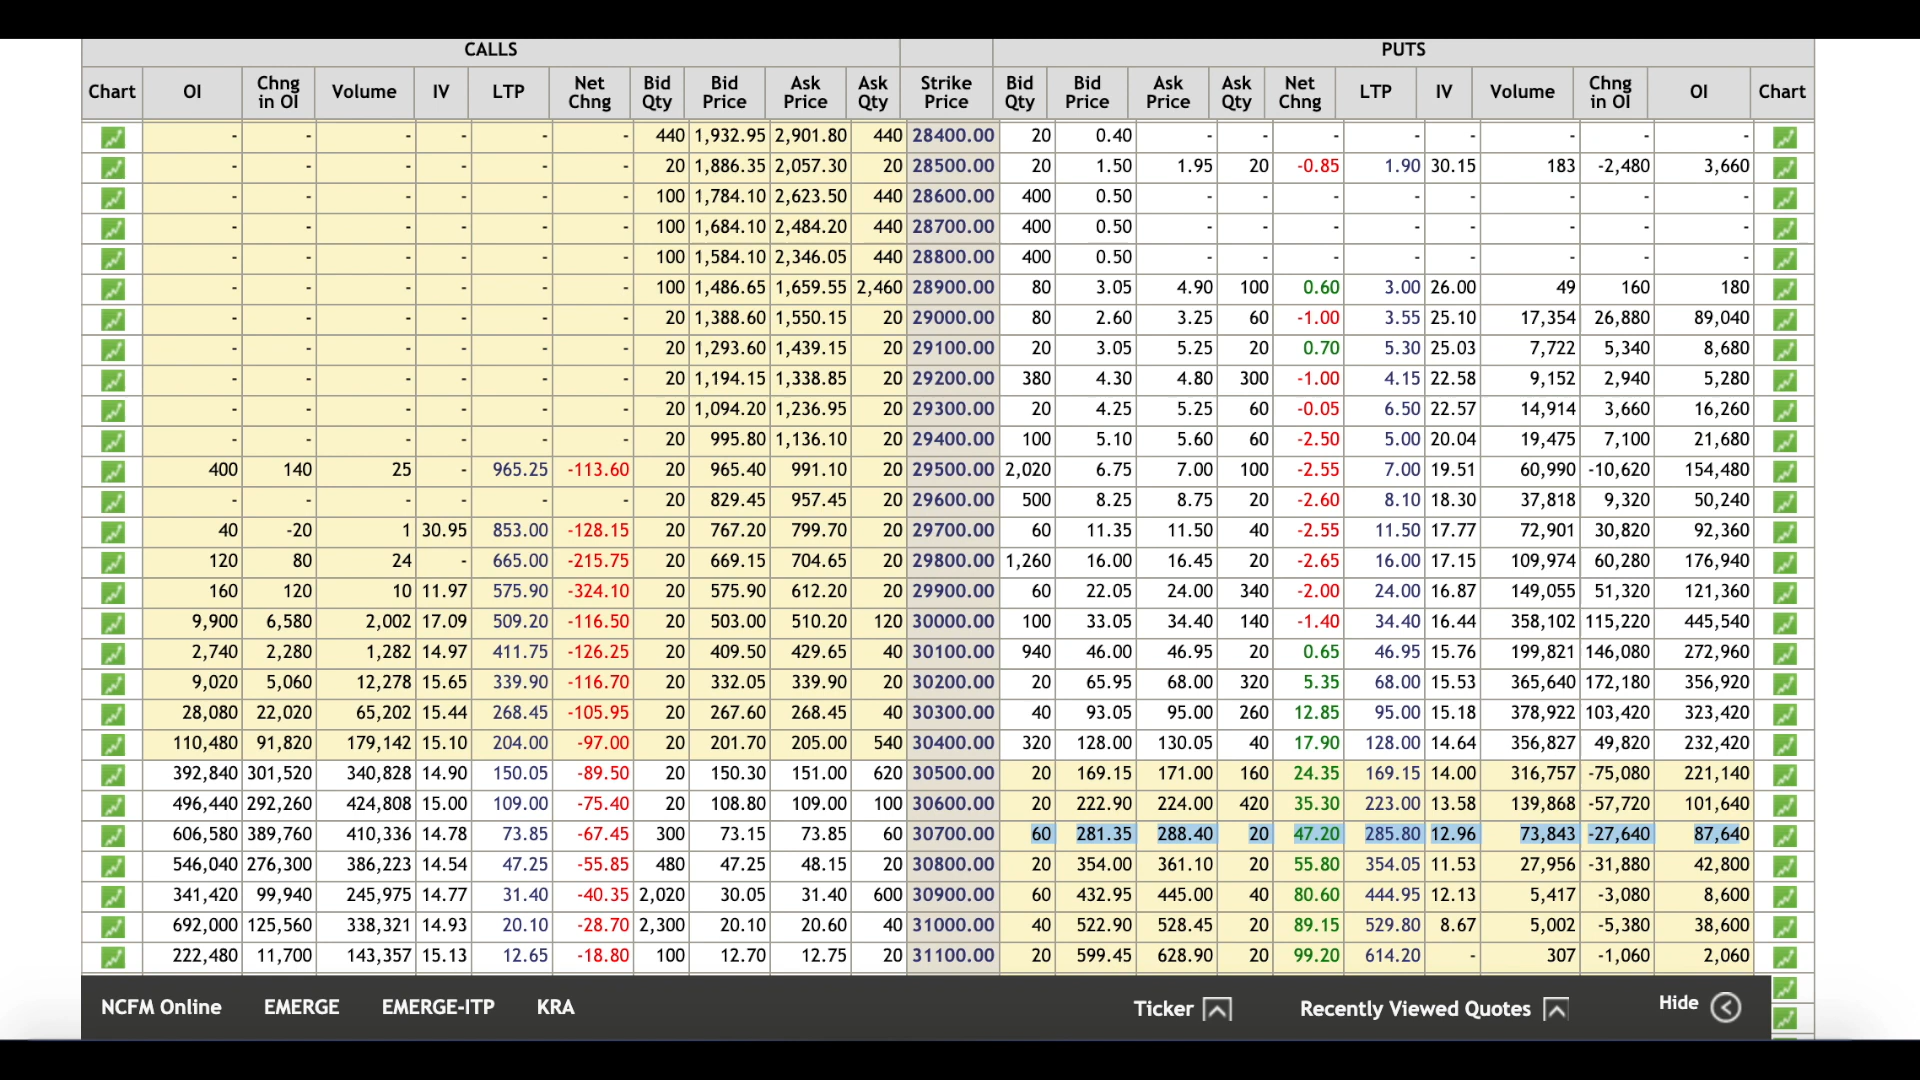 CALLS PUTS
Chart OI Chng in OI Volume IV LTP Net Chng Bid Qty Bid Price Ask Price Ask Qty Strike Price Bid Qty Bid Price Ask Price Ask Qty Net Chng LTP IV Volume Chng in OI OI Chart
- - - - - - 440 1,932.95 2,901.80 440 28400.00 20 0.40 - - - - - - - -
- - - - - - 20 1,886.35 2,057.30 20 28500.00 20 1.50 1.95 20 -0.85 1.90 30.15 183 -2,480 3,660
- - - - - - 100 1,784.10 2,623.50 440 28600.00 400 0.50 - - - - - - - -
- - - - - - 100 1,684.10 2,484.20 440 28700.00 400 0.50 - - - - - - - -
- - - - - - 100 1,584.10 2,346.05 440 28800.00 400 0.50 - - - - - - - -
- - - - - - 100 1,486.65 1,659.55 2,460 28900.00 80 3.05 4.90 100 0.60 3.00 26.00 49 160 180
- - - - - - 20 1,388.60 1,550.15 20 29000.00 80 2.60 3.25 60 -1.00 3.55 25.10 17,354 26,880 89,040
- - - - - - 20 1,293.60 1,439.15 20 29100.00 20 3.05 5.25 20 0.70 5.30 25.03 7,722 5,340 8,680
- - - - - - 20 1,194.15 1,338.85 20 29200.00 380 4.30 4.80 300 -1.00 4.15 22.58 9,152 2,940 5,280
- - - - - - 20 1,094.20 1,236.95 20 29300.00 20 4.25 5.25 60 -0.05 6.50 22.57 14,914 3,660 16,260
- - - - - - 20 995.80 1,136.10 20 29400.00 100 5.10 5.60 60 -2.50 5.00 20.04 19,475 7,100 21,680
400 140 25 - 965.25 -113.60 20 965.40 991.10 20 29500.00 2,020 6.75 7.00 100 -2.55 7.00 19.51 60,990 -10,620 154,480
- - - - - - 20 829.45 957.45 20 29600.00 500 8.25 8.75 20 -2.60 8.10 18.30 37,818 9,320 50,240
40 -20 1 30.95 853.00 -128.15 20 767.20 799.70 20 29700.00 60 11.35 11.50 40 -2.55 11.50 17.77 72,901 30,820 92,360
120 80 24 - 665.00 -215.75 20 669.15 704.65 20 29800.00 1,260 16.00 16.45 20 -2.65 16.00 17.15 109,974 60,280 176,940
160 120 10 11.97 575.90 -324.10 20 575.90 612.20 20 29900.00 60 22.05 24.00 340 -2.00 24.00 16.87 149,055 51,320 121,360
9,900 6,580 2,002 17.09 509.20 -116.50 20 503.00 510.20 120 30000.00 100 33.05 34.40 140 -1.40 34.40 16.44 358,102 115,220 445,540
2,740 2,280 1,282 14.97 411.75 -126.25 20 409.50 429.65 40 30100.00 940 46.00 46.95 20 0.65 46.95 15.76 199,821 146,080 272,960
9,020 5,060 12,278 15.65 339.90 -116.70 20 332.05 339.90 20 30200.00 20 65.95 68.00 320 5.35 68.00 15.53 365,640 172,180 356,920
28,080 22,020 65,202 15.44 268.45 -105.95 20 267.60 268.45 40 30300.00 40 93.05 95.00 260 12.85 95.00 15.18 378,922 103,420 323,420
110,480 91,820 179,142 15.10 204.00 -97.00 20 201.70 205.00 540 30400.00 320 128.00 130.05 40 17.90 128.00 14.64 356,827 49,820 232,420
392,840 301,520 340,828 14.90 150.05 -89.50 20 150.30 151.00 620 30500.00 20 169.15 171.00 160 24.35 169.15 14.00 316,757 -75,080 221,140
496,440 292,260 424,808 15.00 109.00 -75.40 20 108.80 109.00 100 30600.00 20 222.90 224.00 420 35.30 223.00 13.58 139,868 -57,720 101,640
606,580 389,760 410,336 14.78 73.85 -67.45 300 73.15 73.85 60 30700.00 60 281.35 288.40 20 47.20 285.80 12.96 73,843 -27,640 87,640
546,040 276,300 386,223 14.54 47.25 -55.85 480 47.25 48.15 20 30800.00 20 354.00 361.10 20 55.80 354.05 11.53 27,956 -31,880 42,800
341,420 99,940 245,975 14.77 31.40 -40.35 2,020 30.05 31.40 600 30900.00 60 432.95 445.00 40 80.60 444.95 12.13 5,417 -3,080 8,600
692,000 125,560 338,321 14.93 20.10 -28.70 2,300 20.10 20.60 40 31000.00 40 522.90 528.45 20 89.15 529.80 8.67 5,002 -5,380 38,600
222,480 11,700 143,357 15.13 12.65 -18.80 100 12.70 12.75 20 31100.00 20 599.45 628.90 20 99.20 614.20 - 307 -1,060 2,060
NCFM Online EMERGE EMERGE-ITP KRA Ticker Recently Viewed Quotes Hide